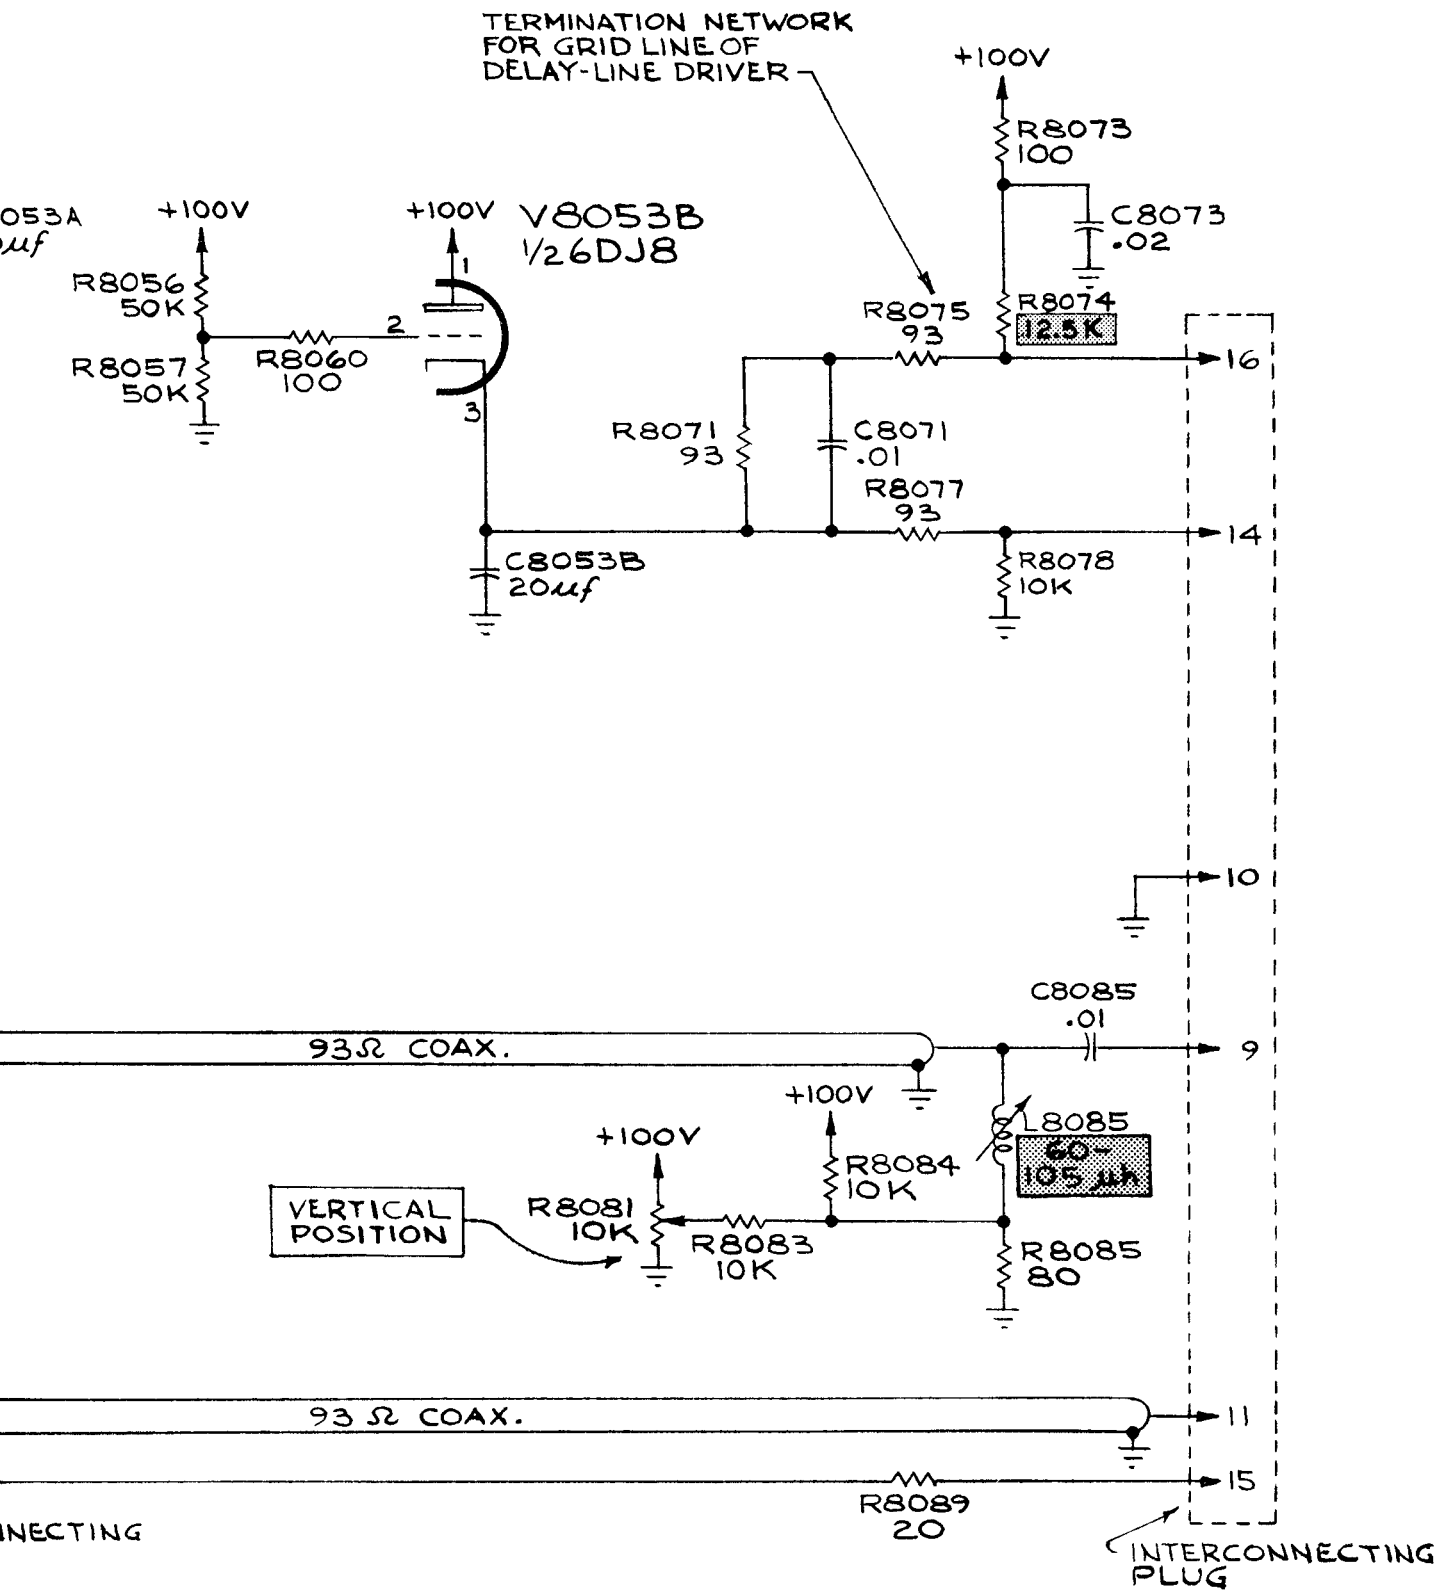 TERMINATION NETWORK
FOR GRID LINE OF
DELAY-LINE DRIVER
+100V
R8073
100
C8073
.02
053A
μf
+100V
+100V
V8053B
1/2 6DJ8
1
R8056
50K
2
R8060
100
R8057
50K
3
R8075
93
R8074
12.5K
16
R8071
93
C8071
.01
R8077
93
14
C8053B
20μf
R8078
10K
10
C8085
.01
93Ω COAX.
9
+100V
L8085
60-
105 μh
+100V
R8084
10K
VERTICAL
POSITION
R8081
10K
R8083
10K
R8085
80
93 Ω COAX.
11
15
R8089
20
NNECTING
INTERCONNECTING
PLUG